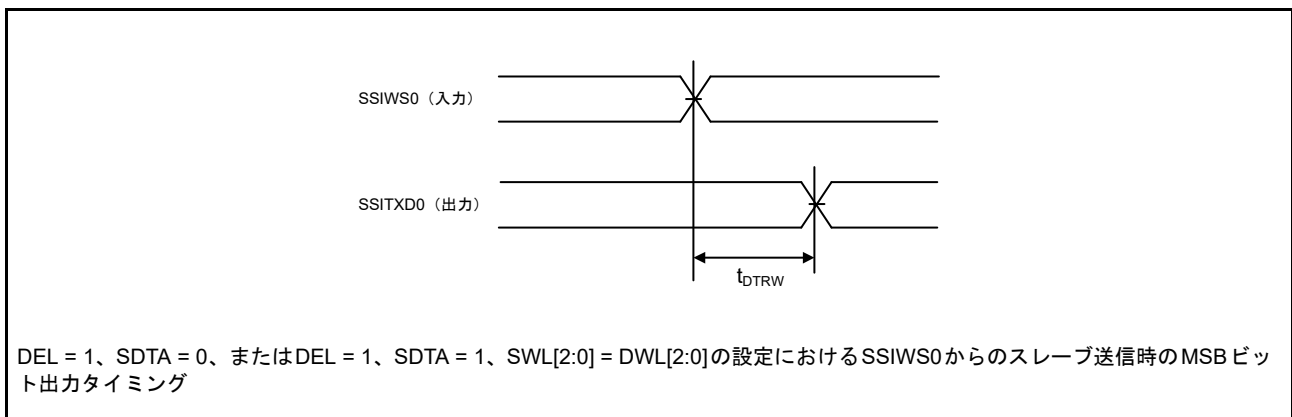 SSIWS0（入力）
SSITXD0（出力）
tDTRW
DEL = 1、SDTA = 0、またはDEL = 1、SDTA = 1、SWL[2:0] = DWL[2:0]の設定におけるSSIWS0からのスレーブ送信時のMSBビッ
ト出力タイミング